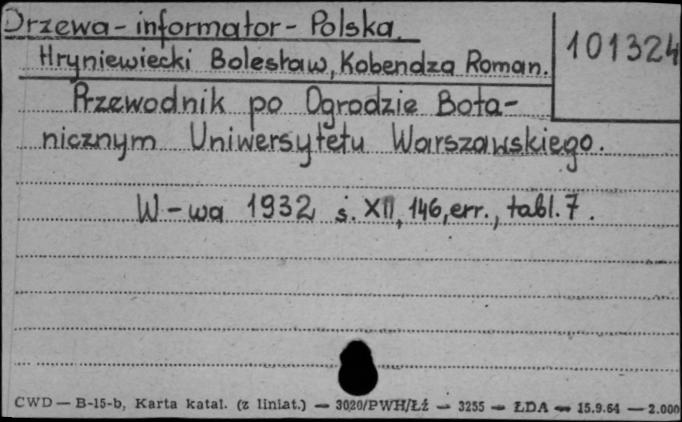 Drzewa - informator - Polska.
101324
Hryniewiecki Bolesław, Kobendza Roman.
Przewodnik po Ogrodzie Bota-
nicznym Uniwersytetu Warszawskiego.
W-wa 1932 s. XII, 146, err., tabl. 7.
CWD — B-15-b, Karta katal. (z liniat.) — 3020/PWH/Łź — 3255 — ŁDA — 15.9.64 — 2.000